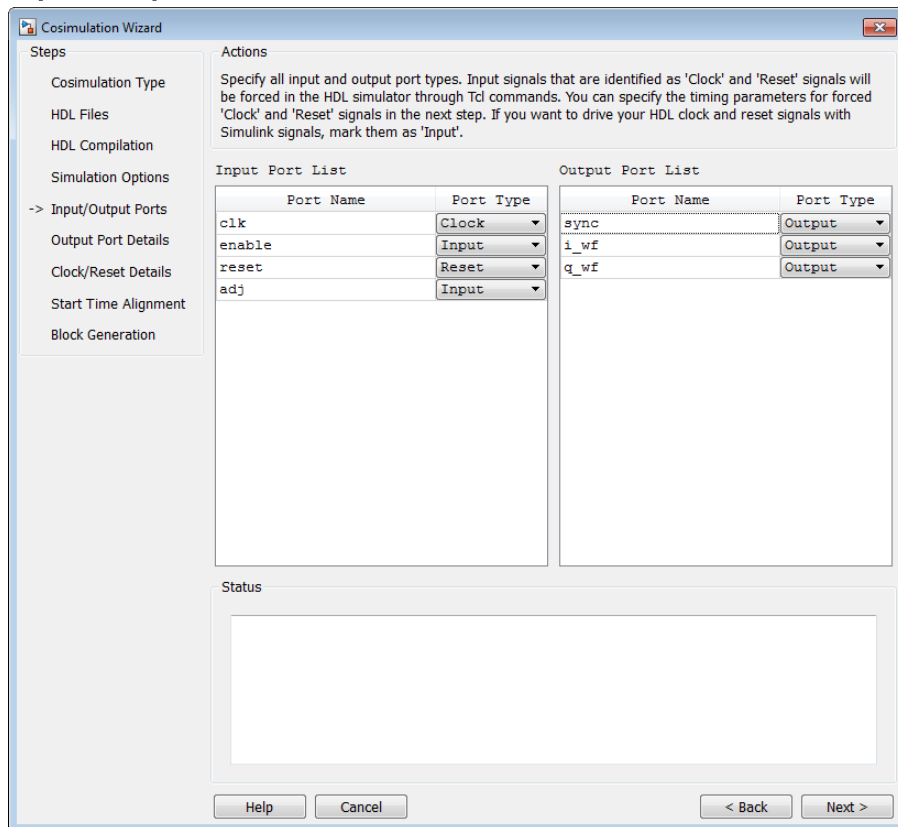 Cosimulation Wizard
Steps
Cosimulation Type
HDL Files
HDL Compilation
Simulation Options
-> Input/Output Ports
Output Port Details
Clock/Reset Details
Start Time Alignment
Block Generation
Actions
Specify all input and output port types. Input signals that are identified as 'Clock' and 'Reset' signals will
be forced in the HDL simulator through Tcl commands. You can specify the timing parameters for forced
'Clock' and 'Reset' signals in the next step. If you want to drive your HDL clock and reset signals with
Simulink signals, mark them as 'Input'.
Input Port List
Port Name Port Type
clk Clock
enable Input
reset Reset
adj Input
Output Port List
Port Name Port Type
sync Output
i_wf Output
q_wf Output
Status
Help Cancel < Back Next >